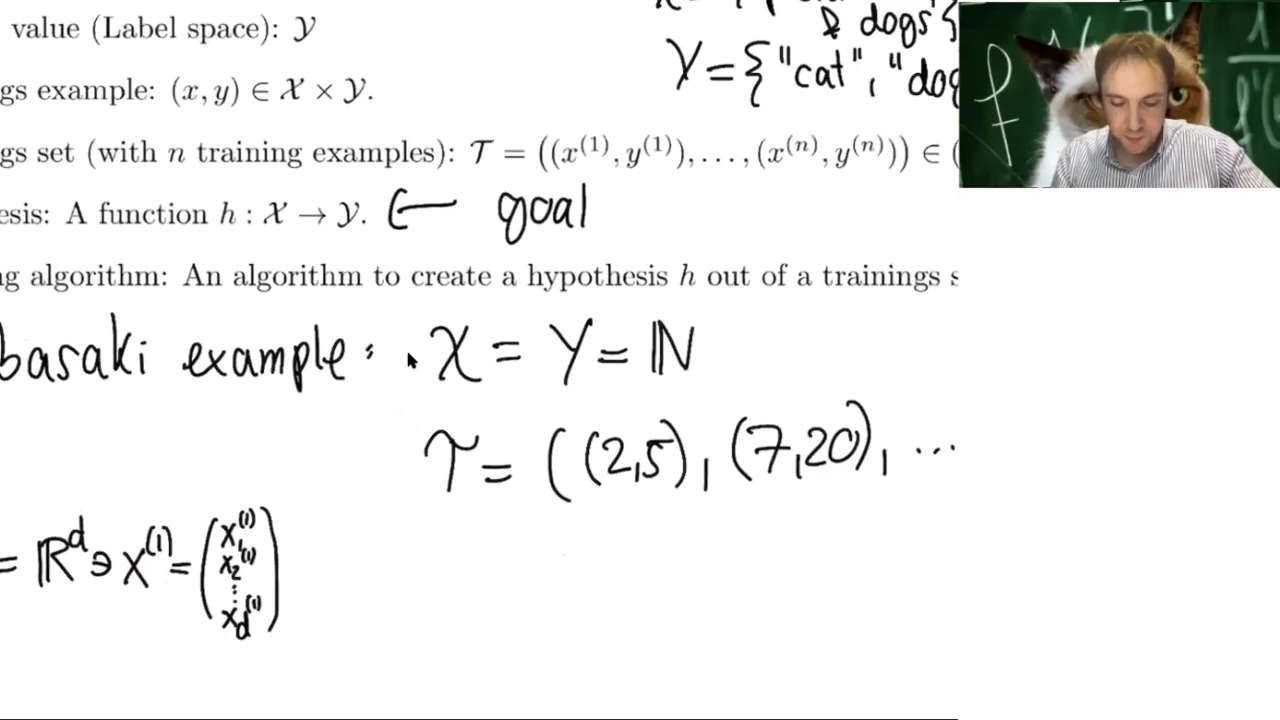 & dogs}
value (Label space): 𝒴
Y = {"cat", "dog
gs example: (x, y) ∈ 𝒳 × 𝒴.
gs set (with n training examples): 𝒯 = ((x⁽¹⁾, y⁽¹⁾), . . . , (x⁽ⁿ⁾, y⁽ⁿ⁾)) ∈ (
esis: A function h : 𝒳 → 𝒴. ← goal
ng algorithm: An algorithm to create a hypothesis h out of a trainings s
basaki example: X = Y = ℕ
𝒯 = ((2,5), (7,20), ...
= ℝᵈ ∋ x⁽¹⁾ = (x₁⁽¹⁾ x₂⁽¹⁾ ⋮ x_d⁽¹⁾)